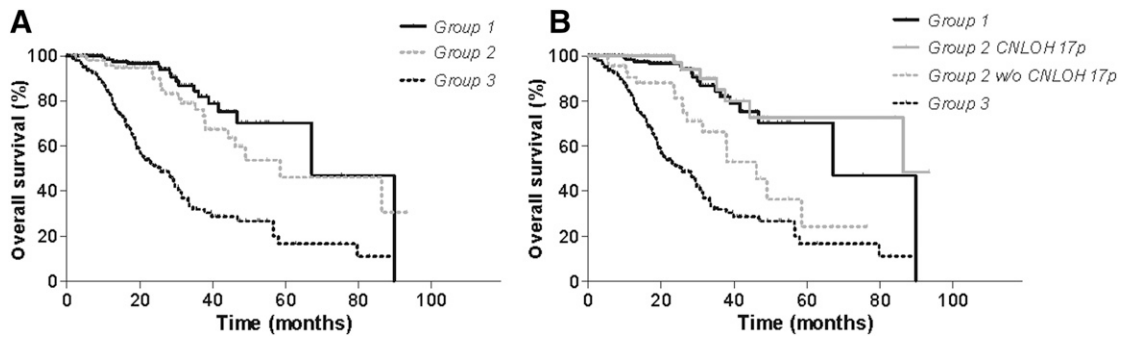 A
Group 1
Group 2
Group 3
Overall survival (%)
100
80
60
40
20
0
0 20 40 60 80 100
Time (months)
B
Group 1
Group 2 CNLOH 17p
Group 2 w/o CNLOH 17p
Group 3
Overall survival (%)
100
80
60
40
20
0
0 20 40 60 80 100
Time (months)